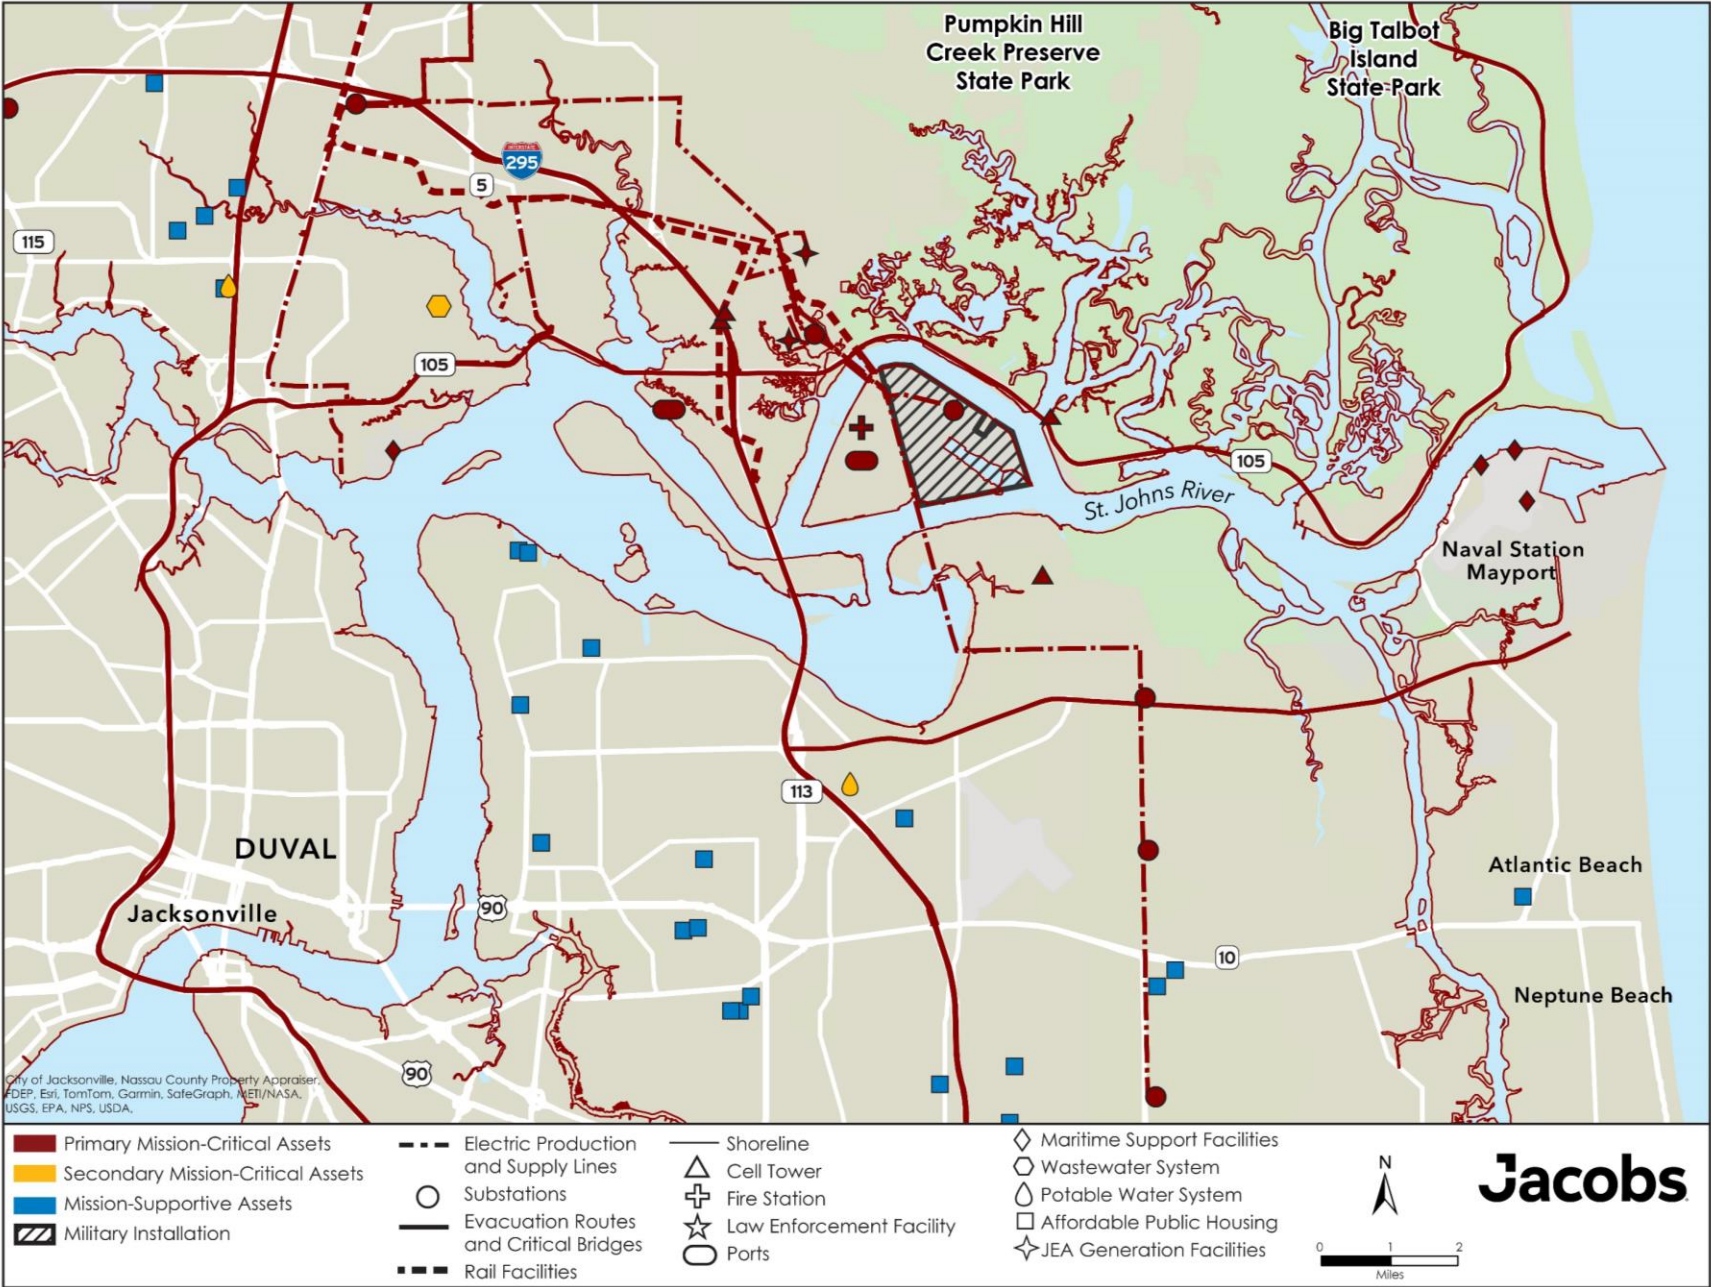 Pumpkin Hill
Creek Preserve
State Park
Big Talbot
Island
State Park
INTERSTATE
295
5
115
105
105
St. Johns River
Naval Station
Mayport
113
DUVAL
Jacksonville
90
Atlantic Beach
10
Neptune Beach
90
City of Jacksonville, Nassau County Property Appraiser,
FDEP, Esri, TomTom, Garmin, SafeGraph, METI/NASA,
USGS, EPA, NPS, USDA,
Primary Mission-Critical Assets
Secondary Mission-Critical Assets
Mission-Supportive Assets
Military Installation
Electric Production
and Supply Lines
Substations
Evacuation Routes
and Critical Bridges
Rail Facilities
Shoreline
Cell Tower
Fire Station
Law Enforcement Facility
Ports
Maritime Support Facilities
Wastewater System
Potable Water System
Affordable Public Housing
JEA Generation Facilities
N
0 1 2
Miles
Jacobs